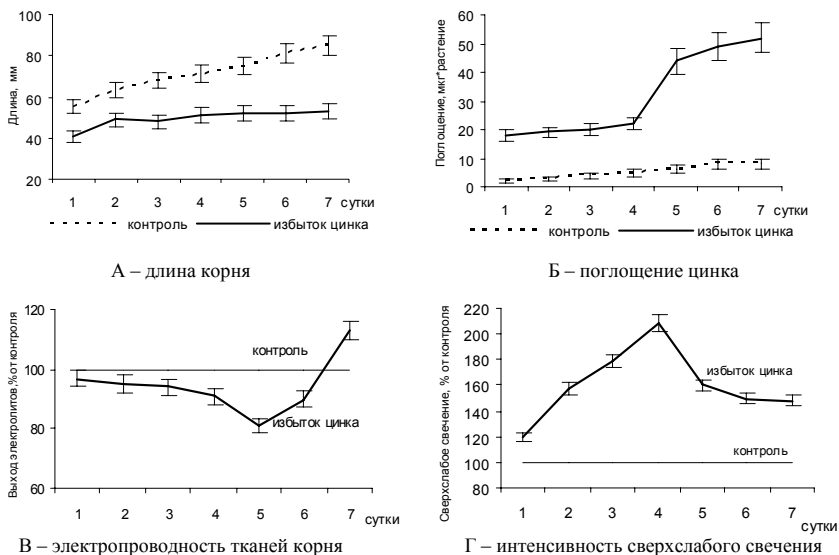 100
80
60
40
20
Длина, мм
1 2 3 4 5 6 7 сутки
контроль избыток цинка
А – длина корня
60
50
40
30
20
10
0
Поглощение, мкг*растение
1 2 3 4 5 6 7 сутки
контроль избыток цинка
Б – поглощение цинка
120
100
80
60
Выход электролитов,% от контроля
контроль
избыток цинка
1 2 3 4 5 6 7
сутки
В – электропроводность тканей корня
220
200
180
160
140
120
100
80
Сверхслабое свечение, % от контроля
избыток цинка
контроль
1 2 3 4 5 6 7
сутки
Г – интенсивность сверхслабого свечения